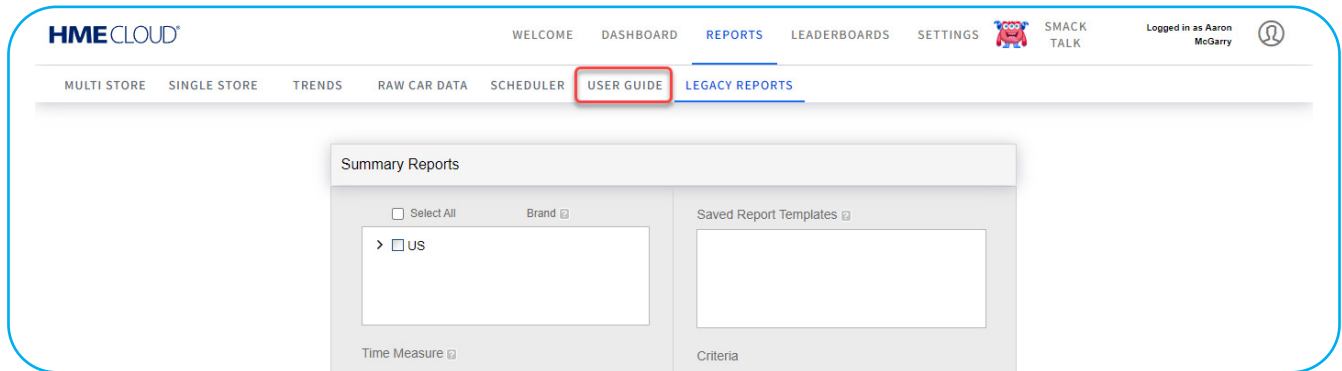 HME CLOUD®
WELCOME DASHBOARD REPORTS LEADERBOARDS SETTINGS SMACK TALK
Logged in as Aaron McGarry
MULTI STORE SINGLE STORE TRENDS RAW CAR DATA SCHEDULER USER GUIDE LEGACY REPORTS
Summary Reports
Select All Brand ?
US
Saved Report Templates ?
Time Measure ?
Criteria